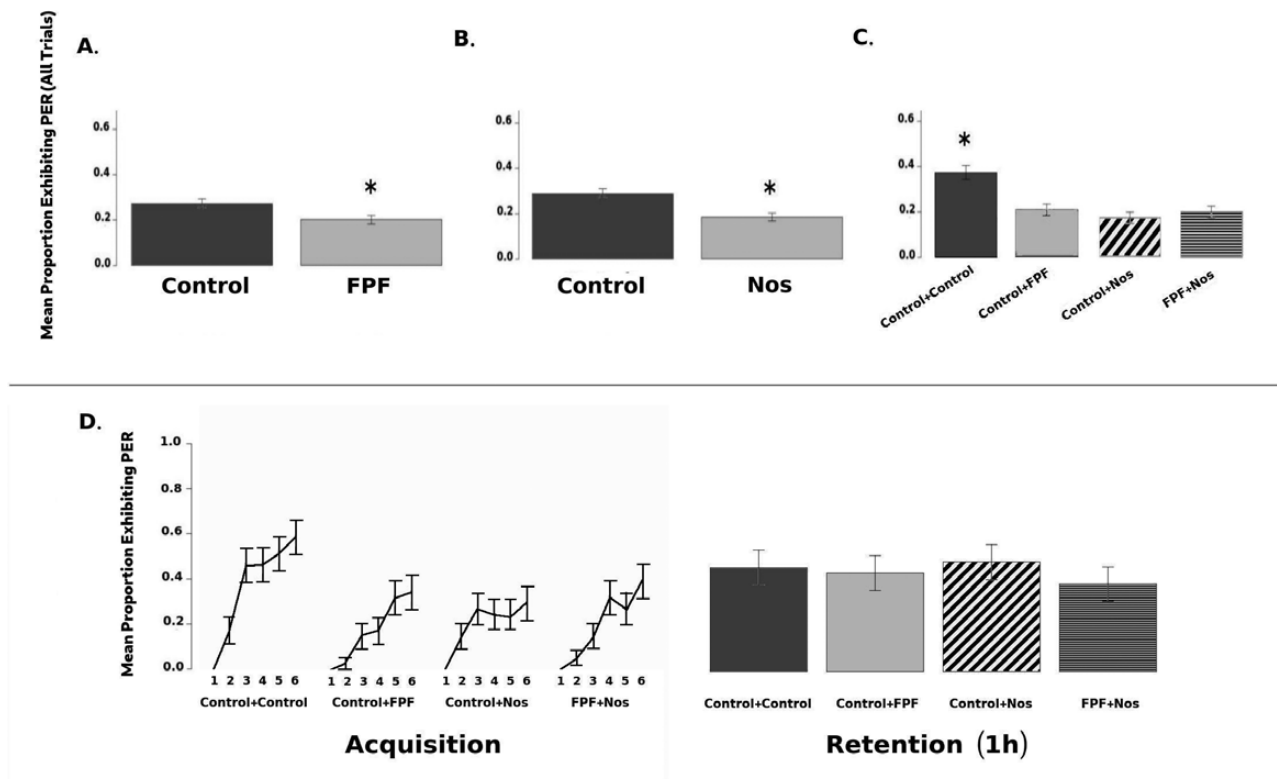 A.
B.
C.
Mean Proportion Exhibiting PER (All Trials)
0.6
0.4
0.2
0.0
*
Control
FPF
0.6
0.4
0.2
0.0
*
Control
Nos
0.6
0.4
0.2
0.0
*
Control+Control
Control+FPF
Control+Nos
FPF+Nos
D.
Mean Proportion Exhibiting PER
1.0
0.8
0.6
0.4
0.2
0.0
1 2 3 4 5 6
1 2 3 4 5 6
1 2 3 4 5 6
1 2 3 4 5 6
Control+Control
Control+FPF
Control+Nos
FPF+Nos
Acquisition
Control+Control
Control+FPF
Control+Nos
FPF+Nos
Retention (1h)